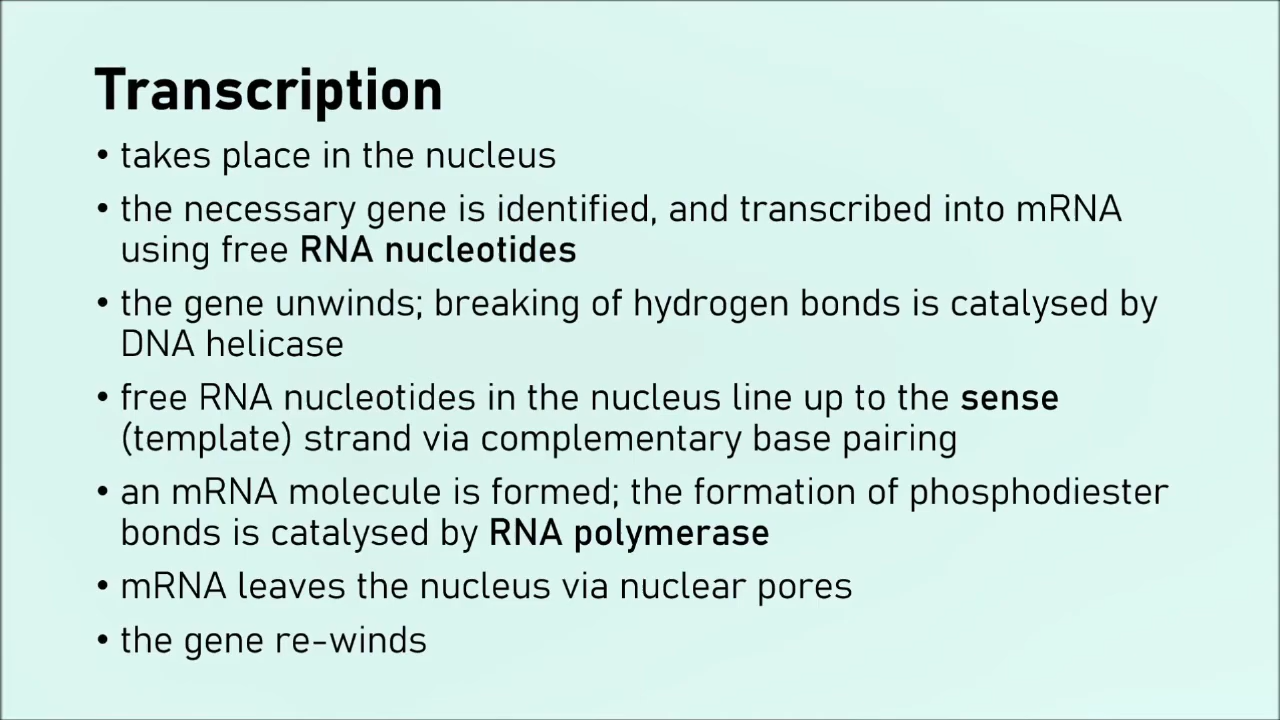 Transcription
• takes place in the nucleus
• the necessary gene is identified, and transcribed into mRNA
using free RNA nucleotides
• the gene unwinds; breaking of hydrogen bonds is catalysed by
DNA helicase
• free RNA nucleotides in the nucleus line up to the sense
(template) strand via complementary base pairing
• an mRNA molecule is formed; the formation of phosphodiester
bonds is catalysed by RNA polymerase
• mRNA leaves the nucleus via nuclear pores
• the gene re-winds